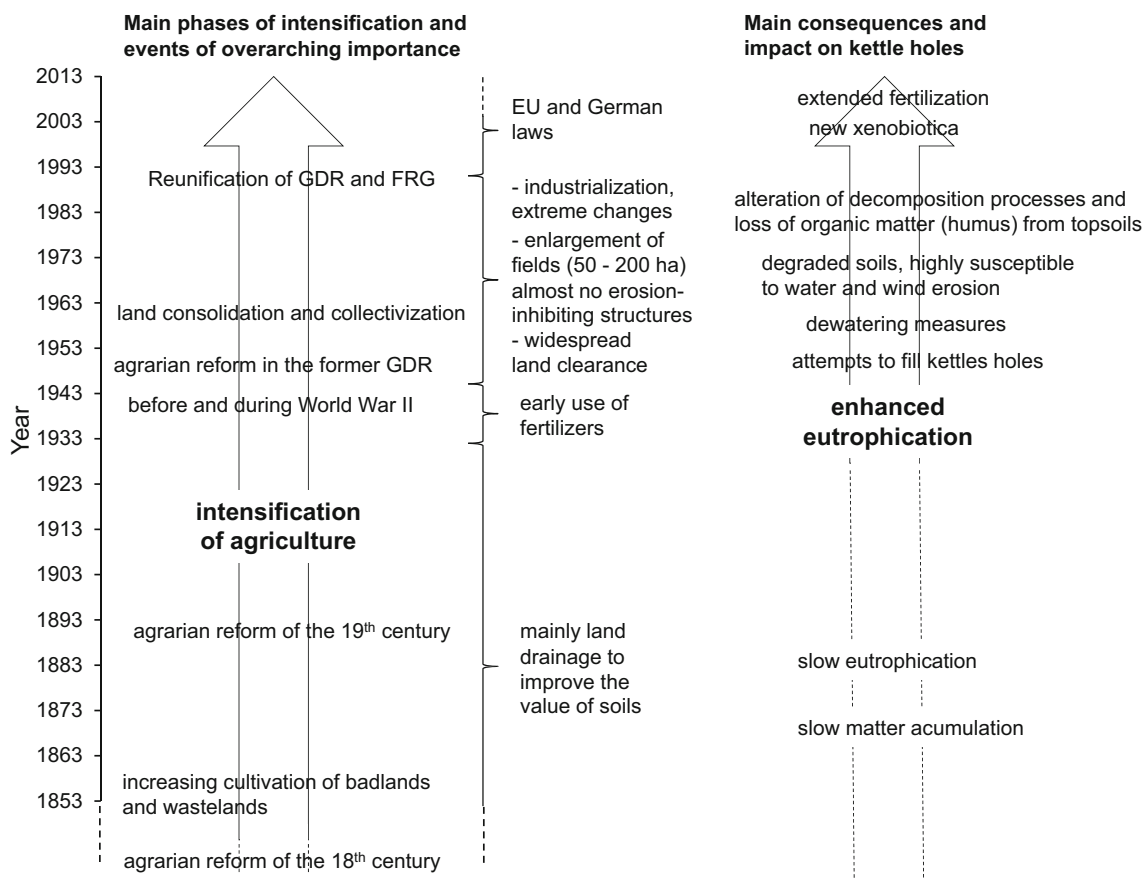 Main phases of intensification and
events of overarching importance
Main consequences and
impact on kettle holes
Year
2013
2003
1993
1983
1973
1963
1953
1943
1933
1923
1913
1903
1893
1883
1873
1863
1853
Reunification of GDR and FRG
land consolidation and collectivization
agrarian reform in the former GDR
before and during World War II
intensification
of agriculture
agrarian reform of the 19th century
increasing cultivation of badlands
and wastelands
agrarian reform of the 18th century
EU and German
laws
- industrialization,
extreme changes
- enlargement of
fields (50 - 200 ha)
almost no erosion-
inhibiting structures
- widespread
land clearance
early use of
fertilizers
mainly land
drainage to
improve the
value of soils
extended fertilization
new xenobiotica
alteration of decomposition processes and
loss of organic matter (humus) from topsoils
degraded soils, highly susceptible
to water and wind erosion
dewatering measures
attempts to fill kettles holes
enhanced
eutrophication
slow eutrophication
slow matter acumulation